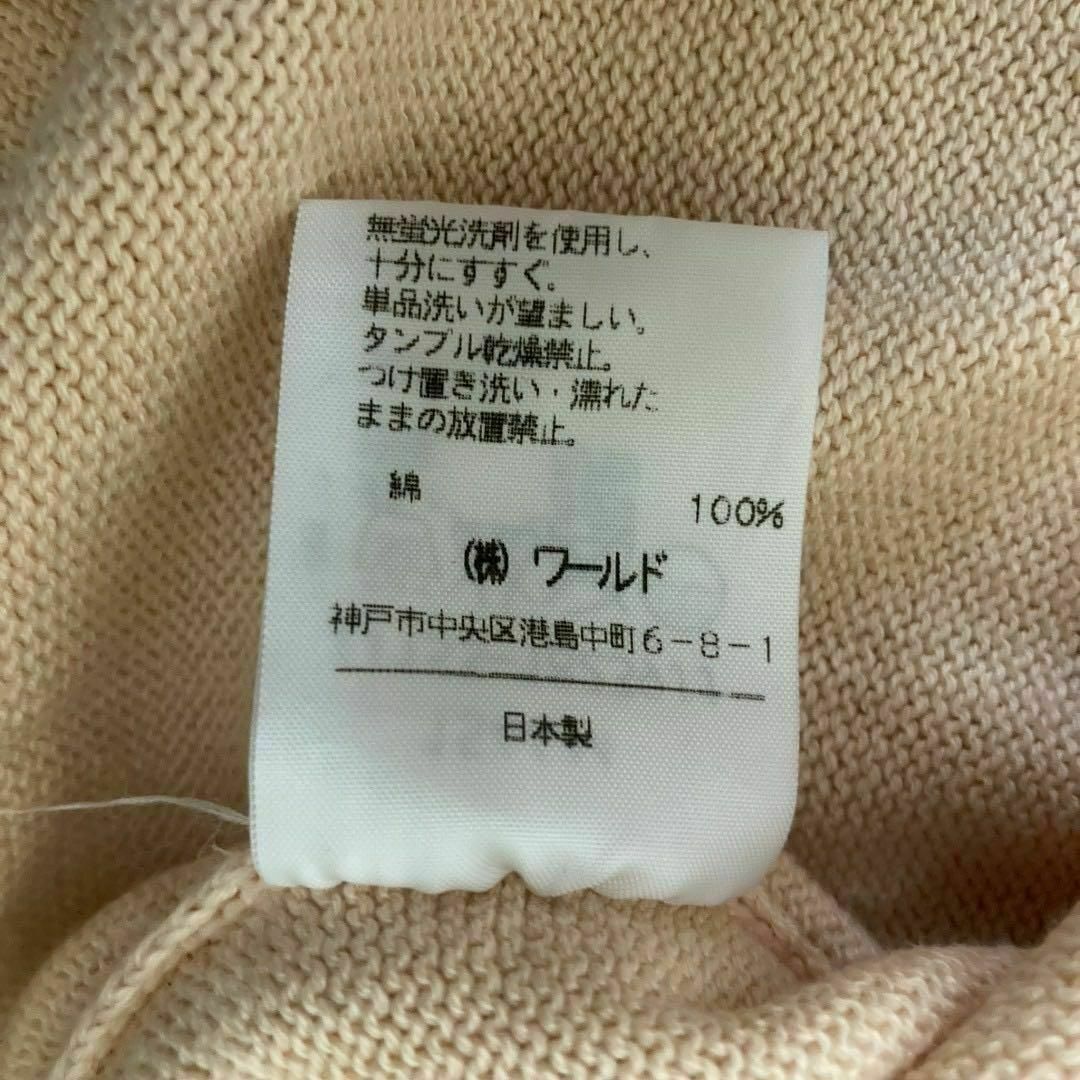 無蛍光洗剤を使用し、
十分にすすぐ。
単品洗いが望ましい。
タンブル乾燥禁止。
つけ置き洗い・濡れた
ままの放置禁止。
綿 100%
(株) ワールド
神戸市中央区港島中町6-8-1
日本製